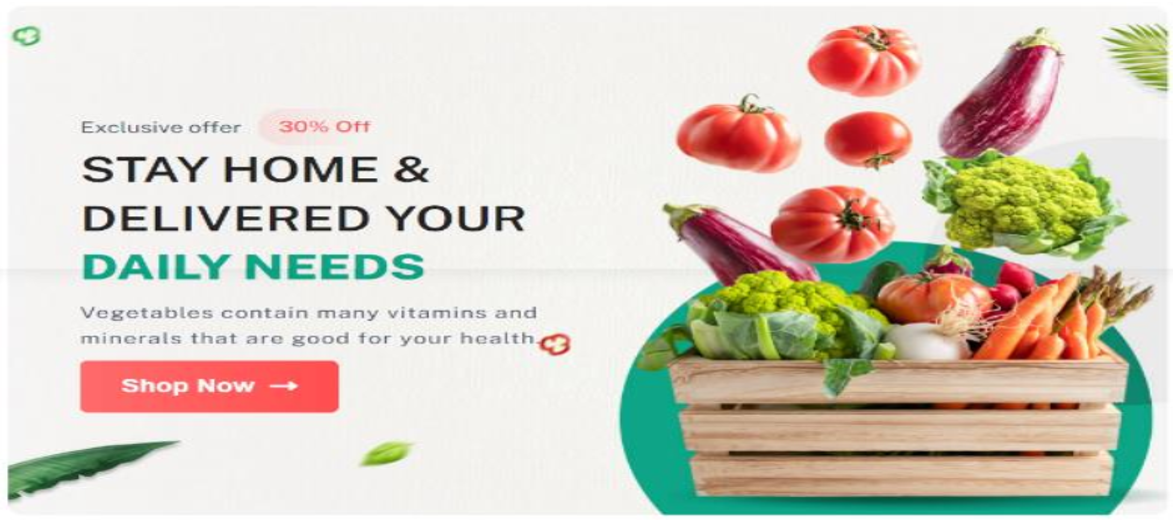 Exclusive offer 30% Off
STAY HOME &
DELIVERED YOUR
DAILY NEEDS
Vegetables contain many vitamins and
minerals that are good for your health.
Shop Now →